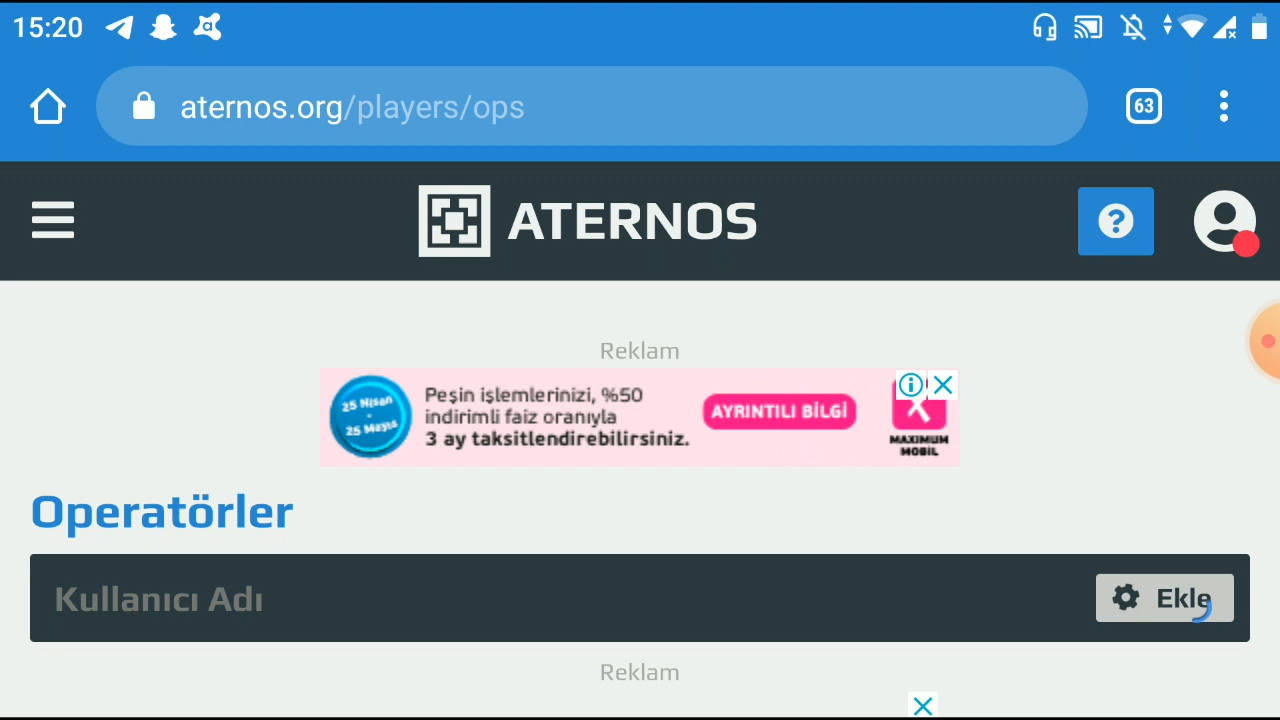 15:20
aternos.org/players/ops
63
ATERNOS
?
Reklam
25 Nisan
-
25 Mayıs
Peşin işlemlerinizi, %50
indirimli faiz oranıyla
3 ay taksitlendirebilirsiniz.
AYRINTILI BİLGİ
MAXIMUM
MOBİL
Operatörler
Kullanıcı Adı
Ekle
Reklam